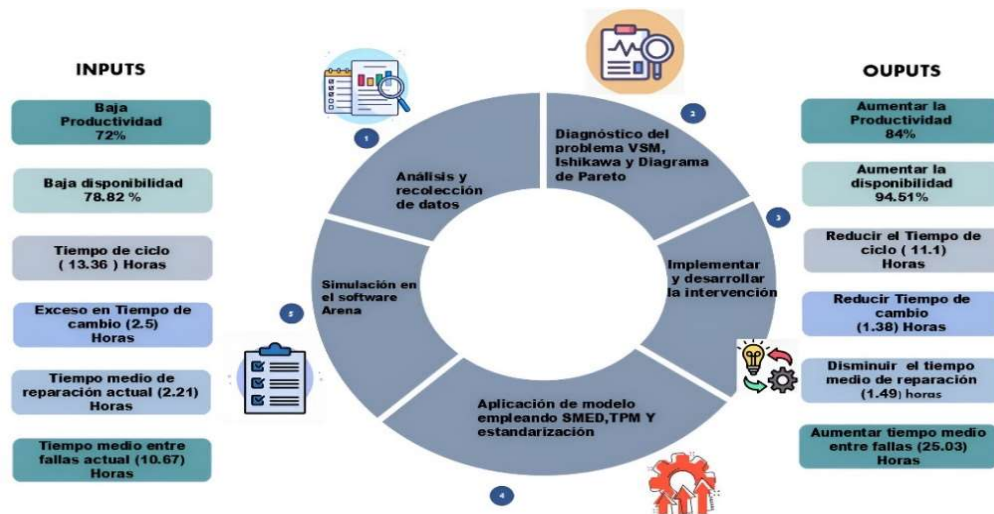 INPUTS
Baja
Productividad
72%
Baja disponibilidad
78.82 %
Tiempo de ciclo
( 13.36 ) Horas
Exceso en Tiempo de
cambio (2.5)
Horas
Tiempo medio de
reparación actual (2.21)
Horas
Tiempo medio entre
fallas actual (10.67)
Horas
1
Análisis y
recolección
de datos
2
Diagnóstico del
problema VSM,
Ishikawa y Diagrama
de Pareto
3
Implementar
y desarrollar
la intervención
4
Aplicación de modelo
empleando SMED,TPM Y
estandarización
5
Simulación en
el software
Arena
OUPUTS
Aumentar la
Productividad
84%
Aumentar la
disponibilidad
94.51%
Reducir el Tiempo de
ciclo ( 11.1)
Horas
Reducir Tiempo de
cambio
(1.38) Horas
Disminuir el tiempo
medio de reparación
(1.49) horas
Aumentar tiempo medio
entre fallas (25.03)
Horas